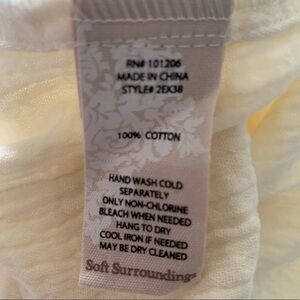 RN# 101206
MADE IN CHINA
STYLE# 2EX38
100% COTTON
HAND WASH COLD
SEPARATELY
ONLY NON-CHLORINE
BLEACH WHEN NEEDED
HANG TO DRY
COOL IRON IF NEEDED
MAY BE DRY CLEANED
Soft Surroundings